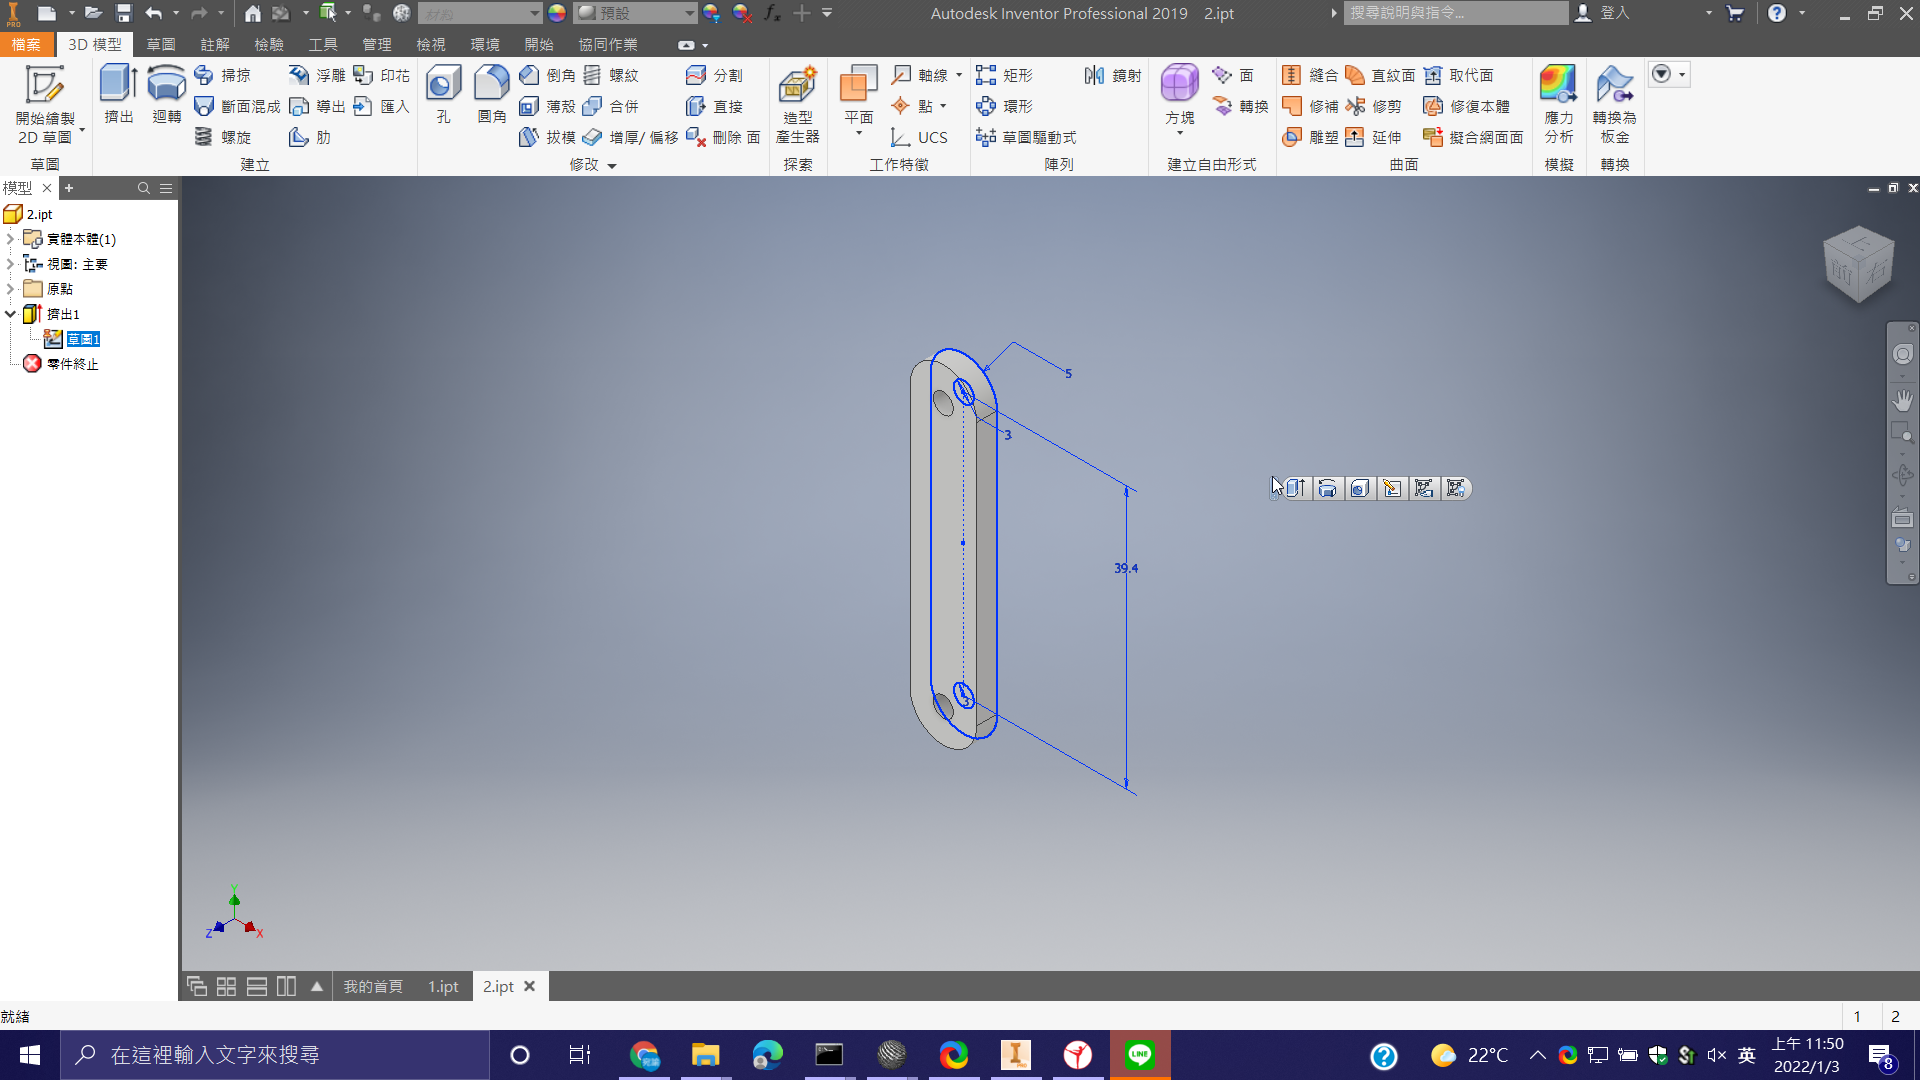 PRO
材料
預設
Autodesk Inventor Professional 2019 2.ipt
搜尋說明與指令...
登入
檔案 3D 模型 草圖 註解 檢驗 工具 管理 檢視 環境 開始 協同作業
開始繪製
2D 草圖
草圖
擠出
迴轉
掃掠
斷面混成
螺旋
浮雕
導出
肋
印花
匯入
建立
孔
圓角
倒角
薄殼
拔模
螺紋
合併
增厚/ 偏移
分割
直接
刪除 面
修改
造型
產生器
探索
平面
軸線
點
UCS
工作特徵
矩形
環形
草圖驅動式
鏡射
陣列
方塊
面
轉換
建立自由形式
縫合
修補
雕塑
直紋面
修剪
延伸
取代面
修復本體
擬合網面面
曲面
應力
分析
模擬
轉換為
板金
轉換
模型
2.ipt
實體本體(1)
視圖: 主要
原點
擠出1
草圖1
零件終止
上
前
右
5
3
39.4
3
Y
Z
X
我的首頁 1.ipt 2.ipt
就緒
1 2
在這裡輸入文字來搜尋
LINE
22°C
英
上午 11:50
2022/1/3
8